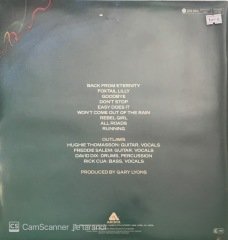 BACK FROM ETERNITY
FOXTAIL LILLY
GOODBYE
DON'T STOP
EASY DOES IT
WON'T COME OUT OF THE RAIN
REBEL GIRL
ALL ROADS
RUNNING
OUTLAWS
HUGHIE THOMASSON: GUITAR, VOCALS
FREDDIE SALEM: GUITAR, VOCALS
DAVID DIX: DRUMS, PERCUSSION
RICK CUA: BASS, VOCALS
PRODUCED BY GARY LYONS
ARISTA
CS CamScanner